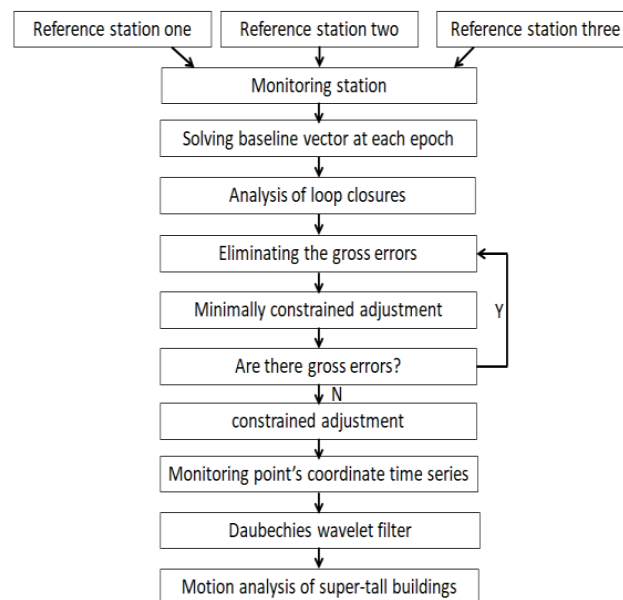 Reference station one
Reference station two
Reference station three
Monitoring station
Solving baseline vector at each epoch
Analysis of loop closures
Eliminating the gross errors
Minimally constrained adjustment
Y
Are there gross errors?
N
constrained adjustment
Monitoring point's coordinate time series
Daubechies wavelet filter
Motion analysis of super-tall buildings